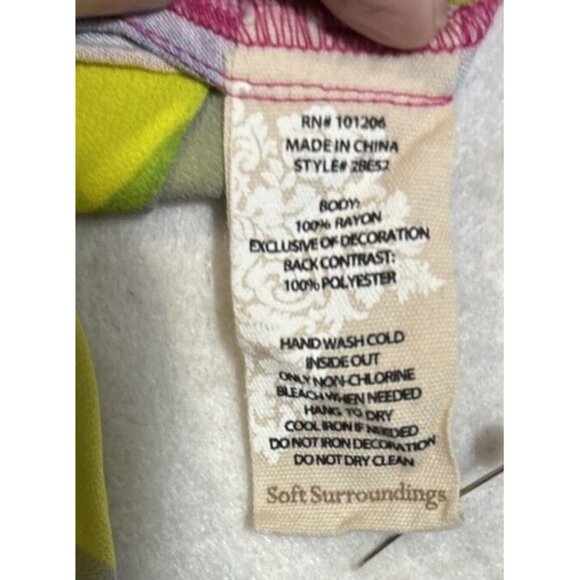 RN# 101206
MADE IN CHINA
STYLE# 2BE52
BODY:
100% RAYON
EXCLUSIVE OF DECORATION
BACK CONTRAST:
100% POLYESTER
HAND WASH COLD
INSIDE OUT
ONLY NON-CHLORINE
BLEACH WHEN NEEDED
HANG TO DRY
COOL IRON IF NEEDED
DO NOT IRON DECORATION
DO NOT DRY CLEAN
Soft Surroundings